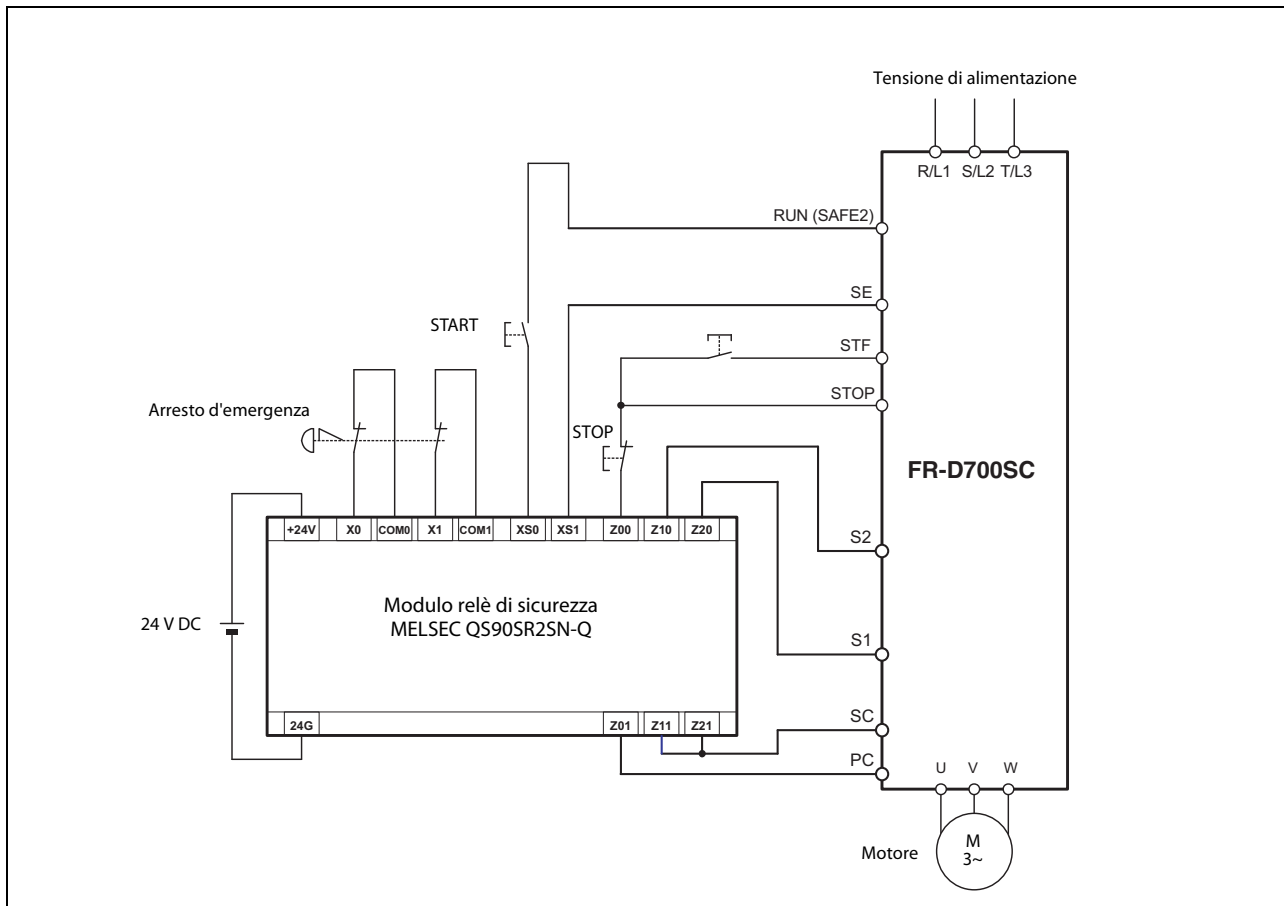 Tensione di alimentazione
R/L1 S/L2 T/L3
RUN (SAFE2)
SE
START
STF
STOP
Arresto d'emergenza
STOP
FR-D700SC
+24V X0 COM0 X1 COM1 XS0 XS1 Z00 Z10 Z20
S2
Modulo relè di sicurezza
MELSEC QS90SR2SN-Q
24 V DC
S1
24G Z01 Z11 Z21
SC
PC
U V W
Motore
M
3~